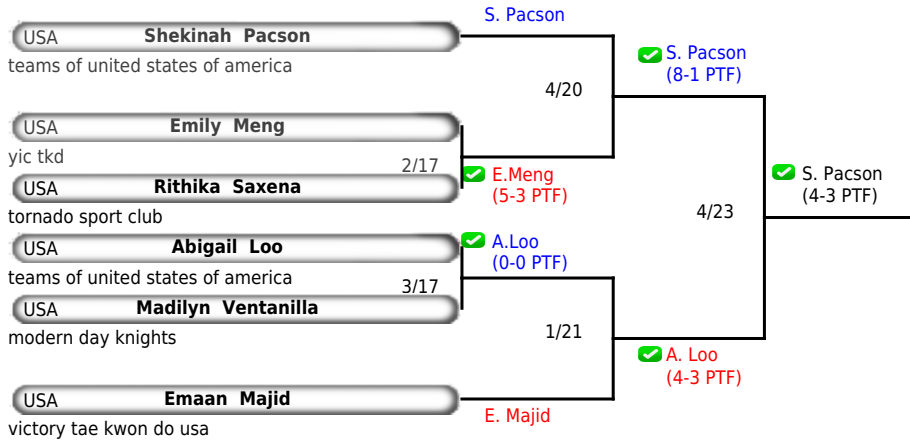 S. Pacson
USA Shekinah Pacson
teams of united states of america
S. Pacson
(8-1 PTF)
4/20
USA Emily Meng
yic tkd
2/17
E.Meng
(5-3 PTF)
USA Rithika Saxena
tornado sport club
S. Pacson
(4-3 PTF)
4/23
USA Abigail Loo
teams of united states of america
A.Loo
(0-0 PTF)
3/17
USA Madilyn Ventanilla
modern day knights
1/21
A. Loo
(4-3 PTF)
USA Emaan Majid
victory tae kwon do usa
E. Majid